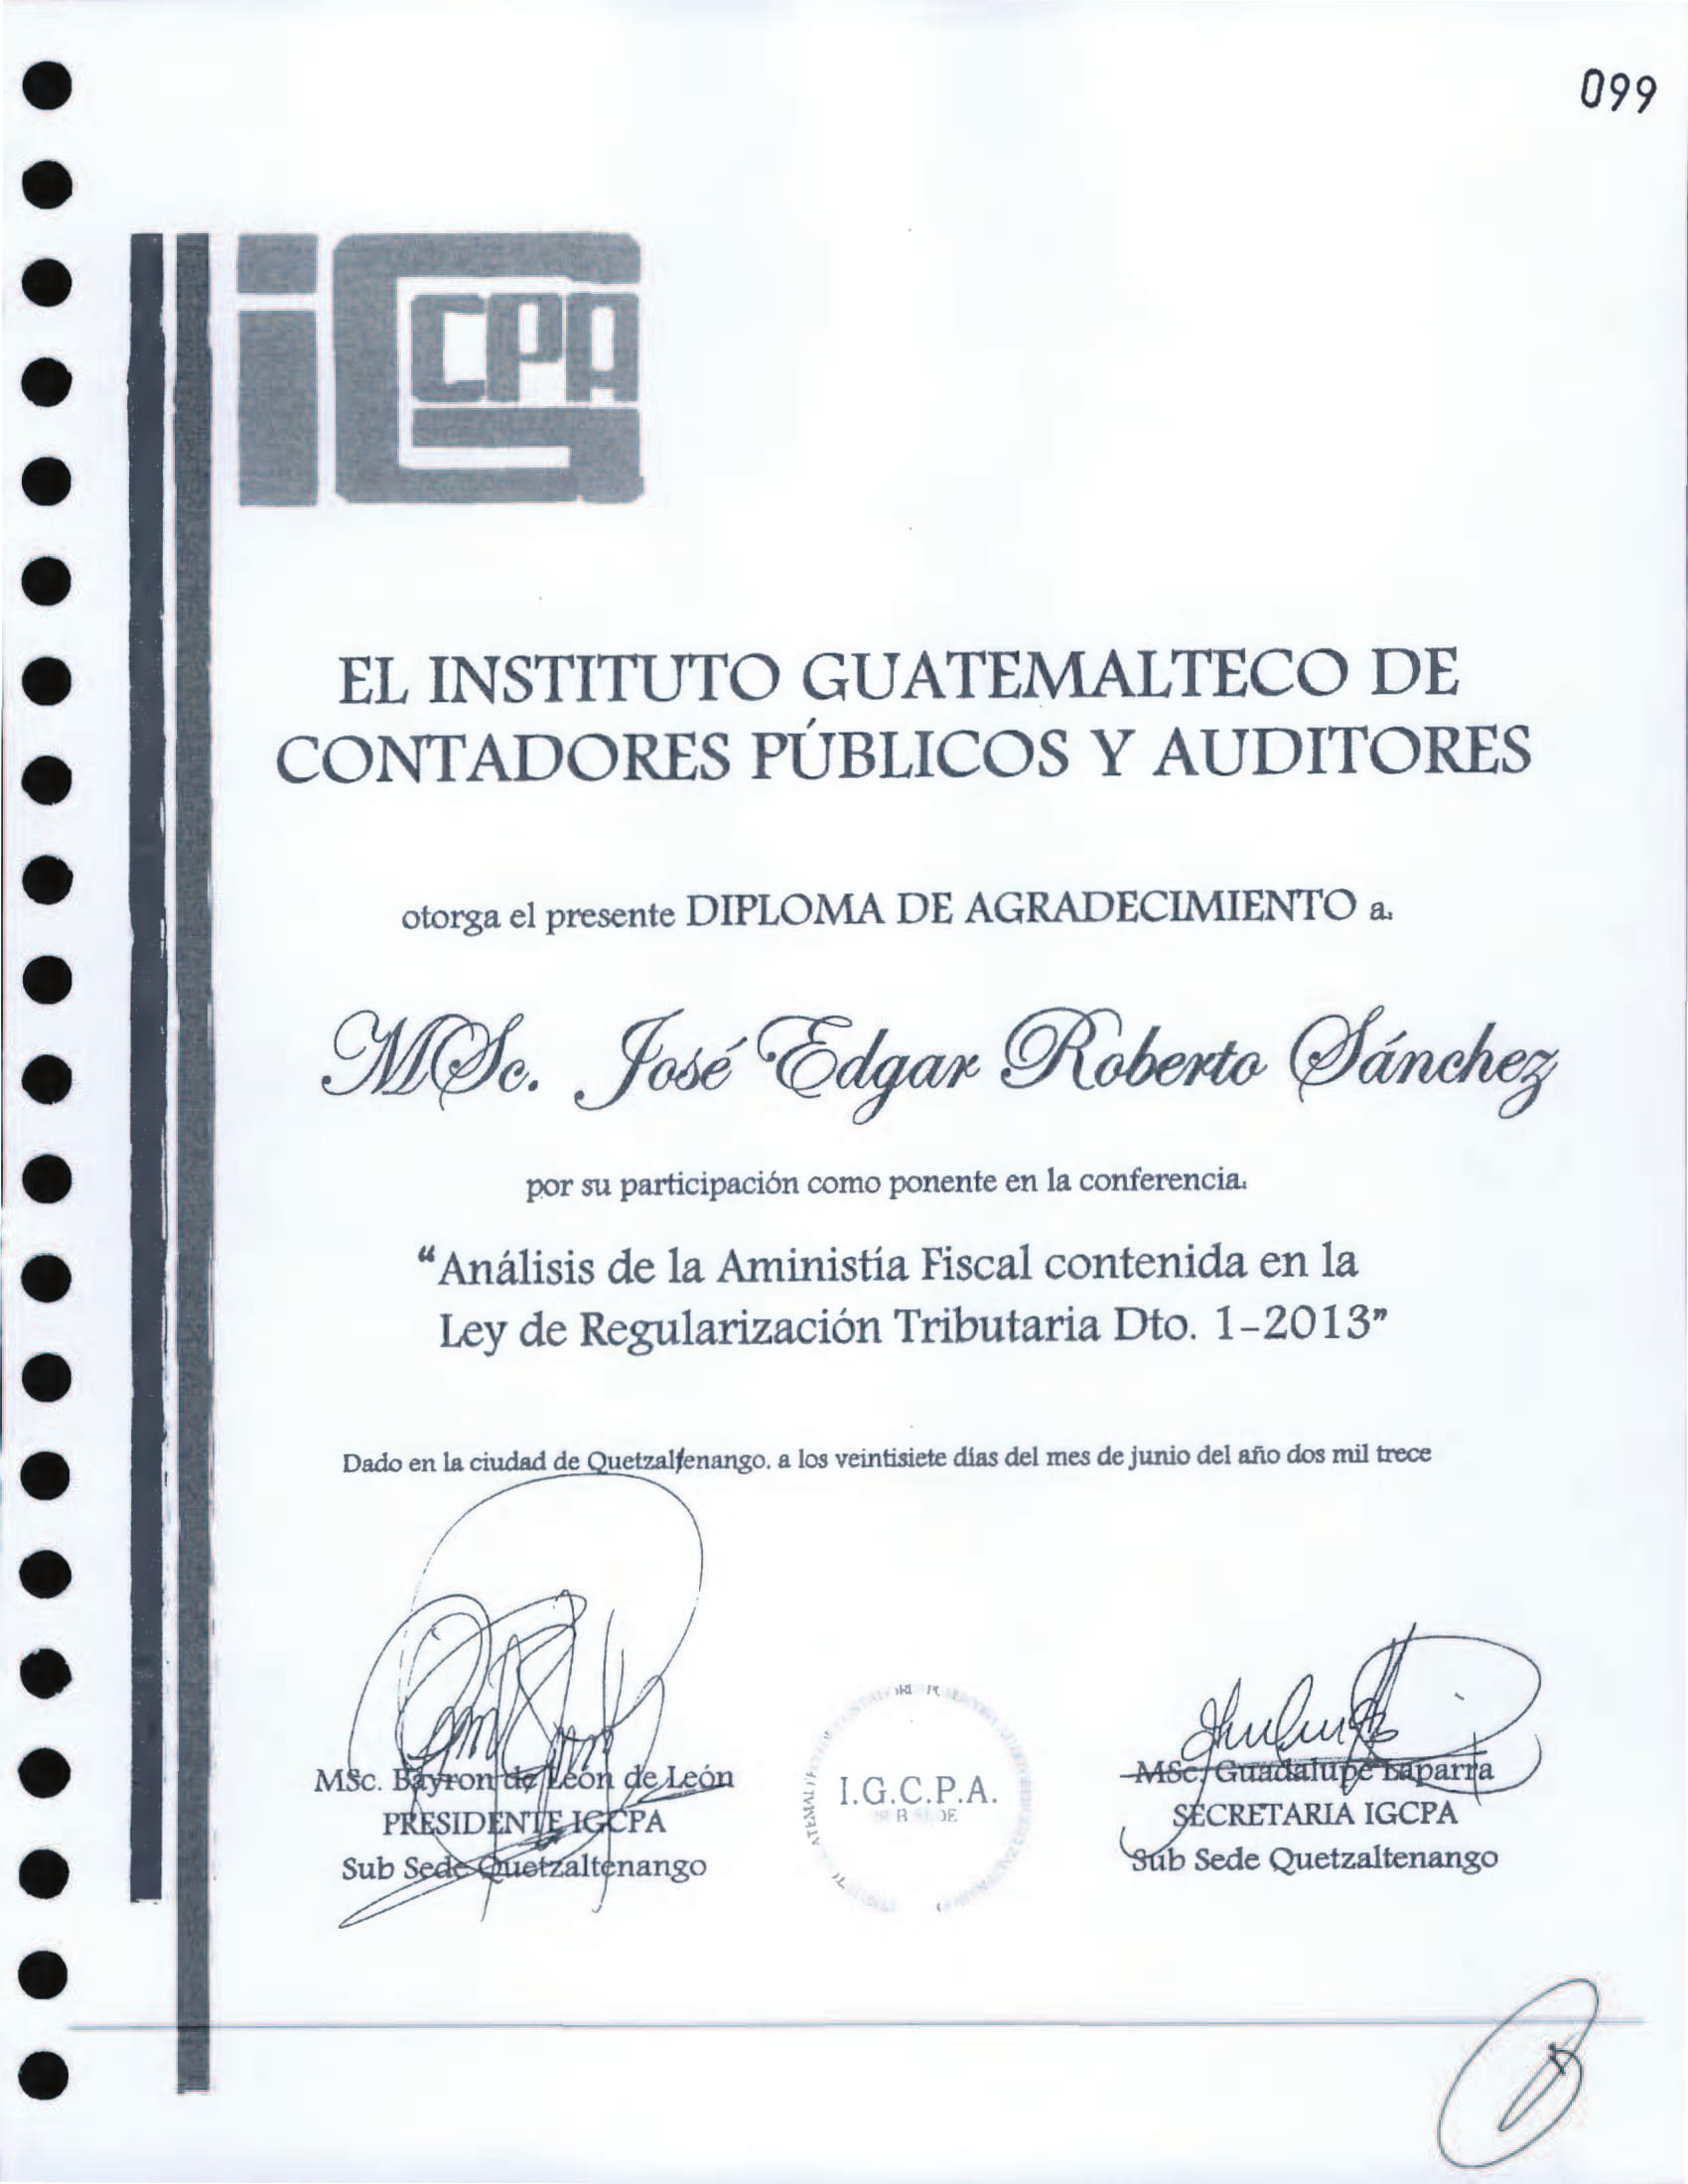 099
iG CPA
EL INSTITUTO GUATEMALTECO DE
CONTADORES PÚBLICOS Y AUDITORES
otorga el presente DIPLOMA DE AGRADECIMIENTO a:
MSc. José Edgar Roberto Sánchez
por su participación como ponente en la conferencia:
“Análisis de la Aministía Fiscal contenida en la
Ley de Regularización Tributaria Dto. 1-2013”
Dado en la ciudad de Quetzaltenango, a los veintisiete días del mes de junio del año dos mil trece
MSc. Bayron de León de León
PRESIDENTE IGCPA
Sub Sede Quetzaltenango
I.G.C.P.A.
MSc. Guadalupe Laparra
SECRETARIA IGCPA
Sub Sede Quetzaltenango